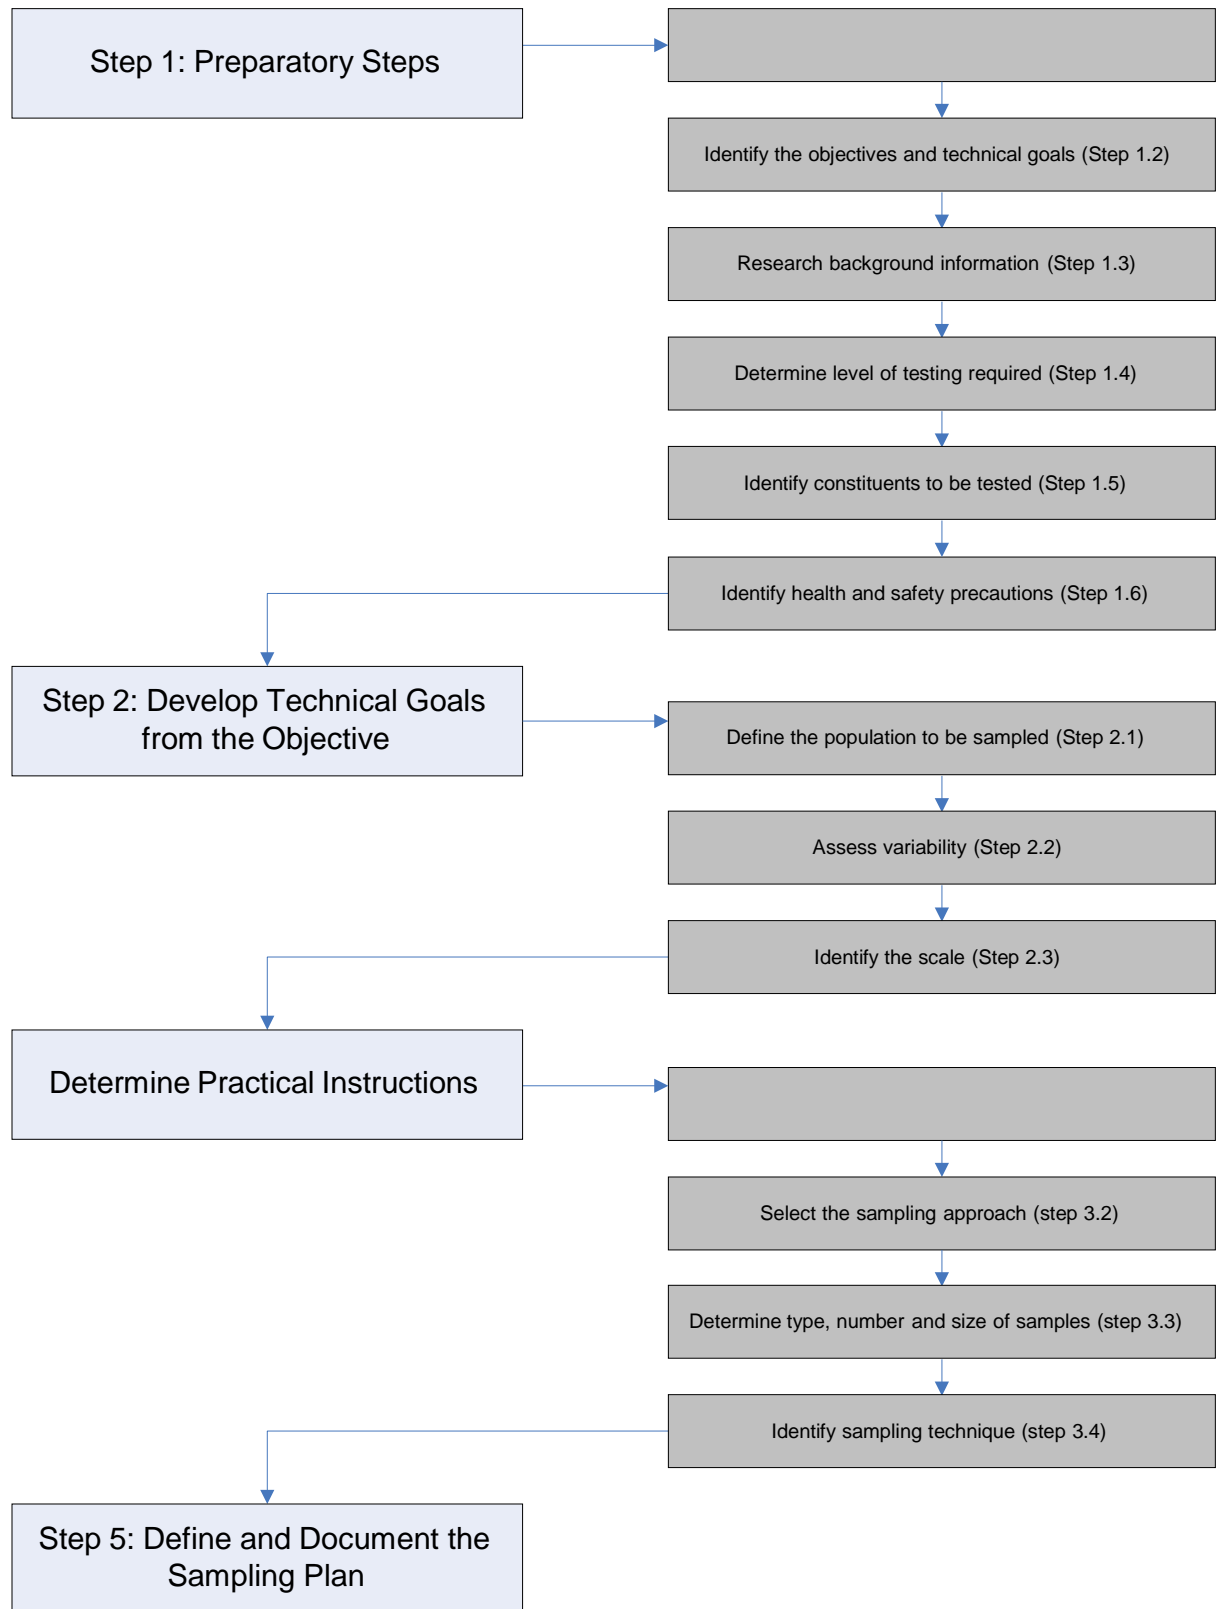 Step 1: Preparatory Steps
Identify the objectives and technical goals (Step 1.2)
Research background information (Step 1.3)
Determine level of testing required (Step 1.4)
Identify constituents to be tested (Step 1.5)
Identify health and safety precautions (Step 1.6)
Step 2: Develop Technical Goals
from the Objective
Define the population to be sampled (Step 2.1)
Assess variability (Step 2.2)
Identify the scale (Step 2.3)
Determine Practical Instructions
Select the sampling approach (step 3.2)
Determine type, number and size of samples (step 3.3)
Identify sampling technique (step 3.4)
Step 5: Define and Document the
Sampling Plan